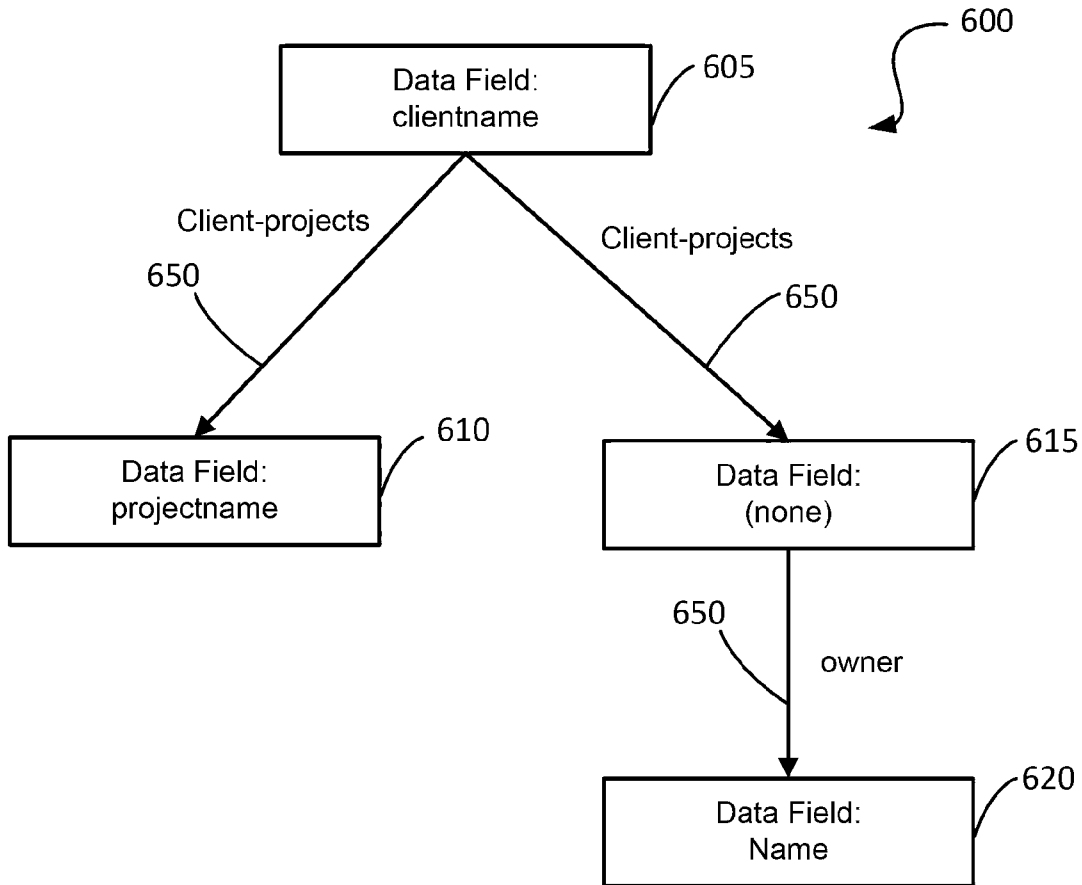 600
605
Data Field:
clientname
Client-projects
Client-projects
650
650
610
Data Field:
projectname
615
Data Field:
(none)
650
owner
620
Data Field:
Name